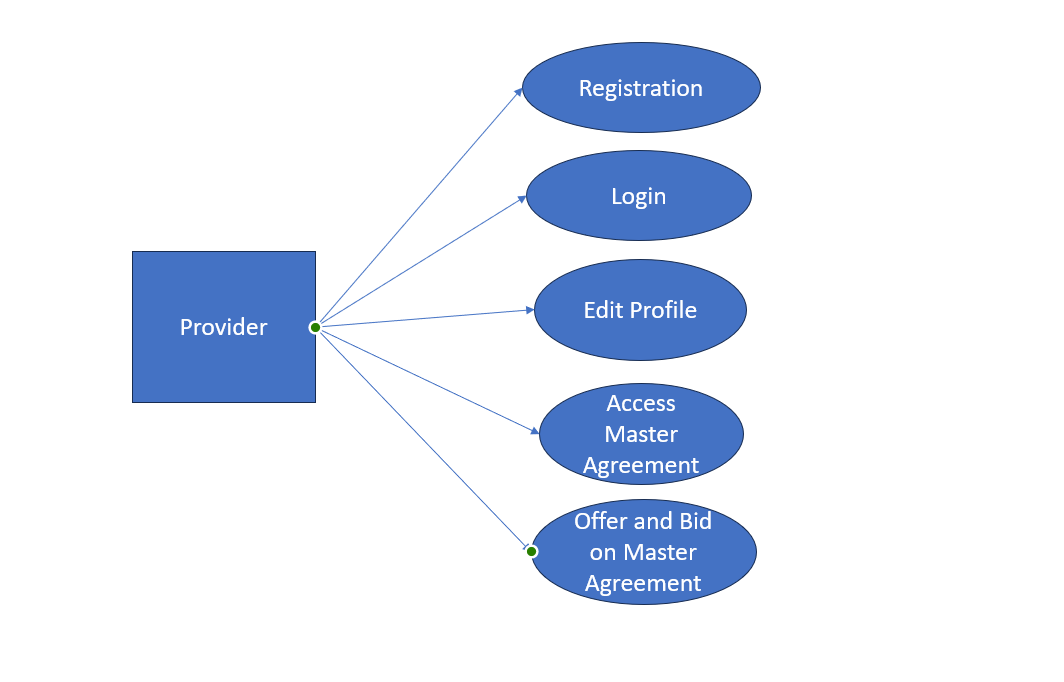 Registration
Login
Provider
Edit Profile
Access
Master
Agreement
Offer and Bid
on Master
Agreement